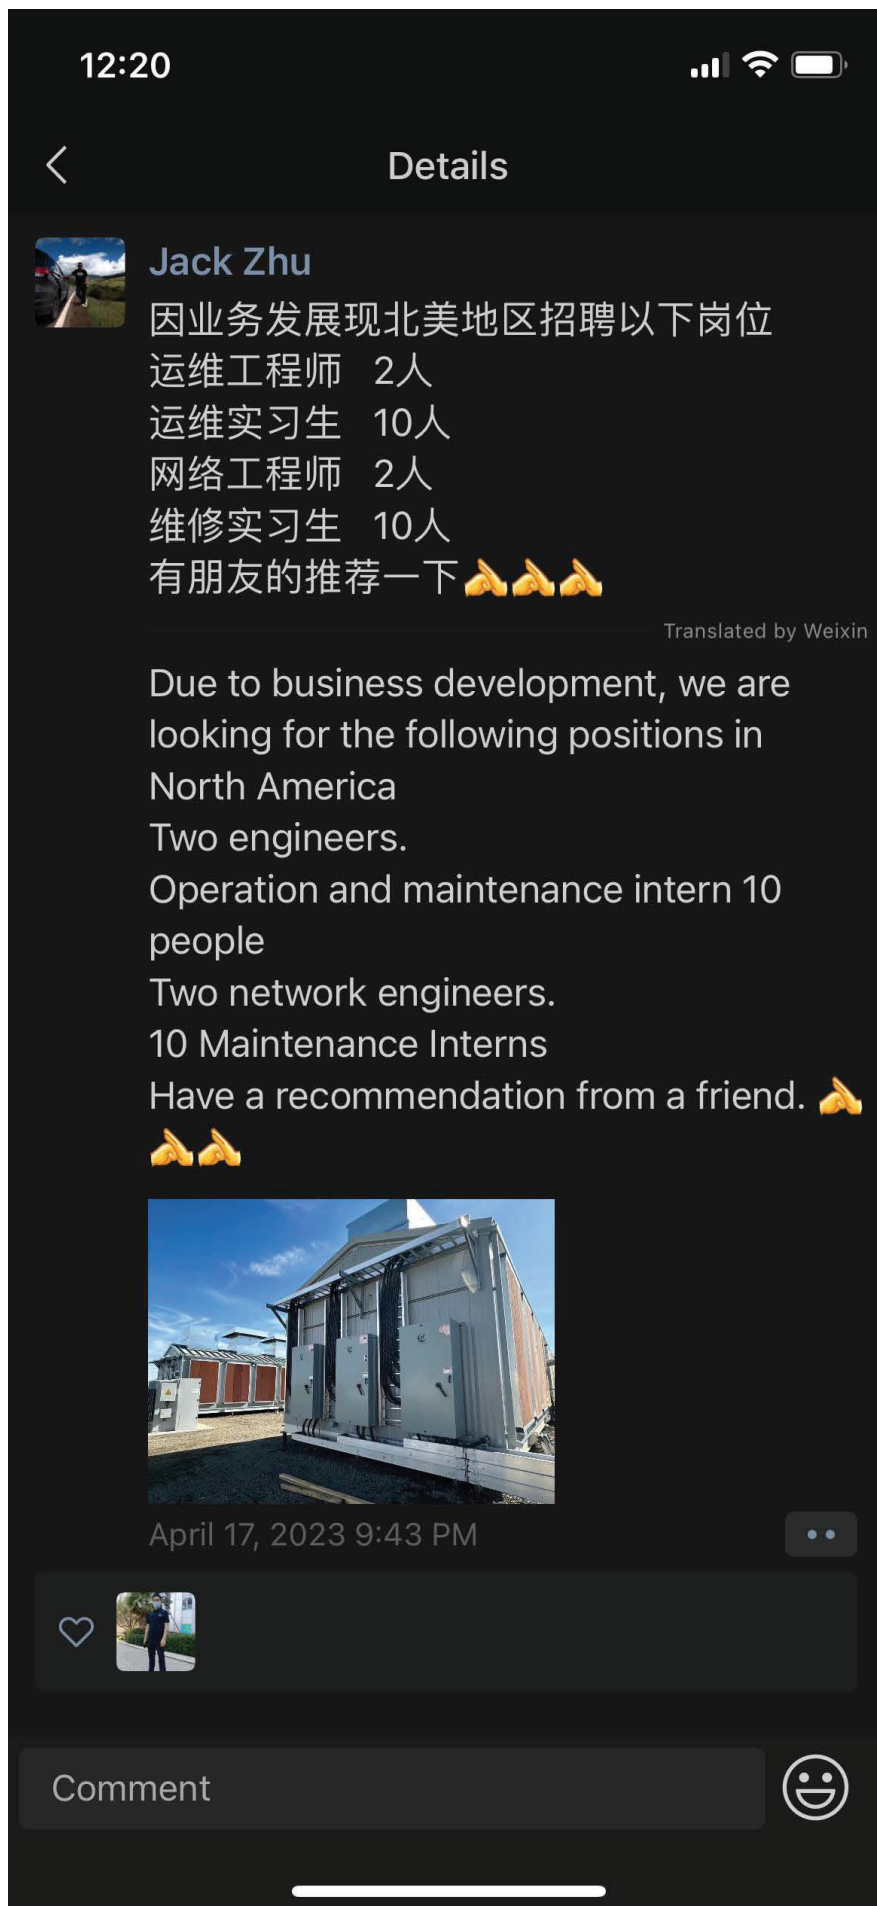 12:20
Details
Jack Zhu
因业务发展现北美地区招聘以下岗位
运维工程师 2人
运维实习生 10人
网络工程师 2人
维修实习生 10人
有朋友的推荐一下🫴🫴🫴
Translated by Weixin
Due to business development, we are
looking for the following positions in
North America
Two engineers.
Operation and maintenance intern 10
people
Two network engineers.
10 Maintenance Interns
Have a recommendation from a friend. 🫴
🫴🫴
April 17, 2023 9:43 PM
Comment